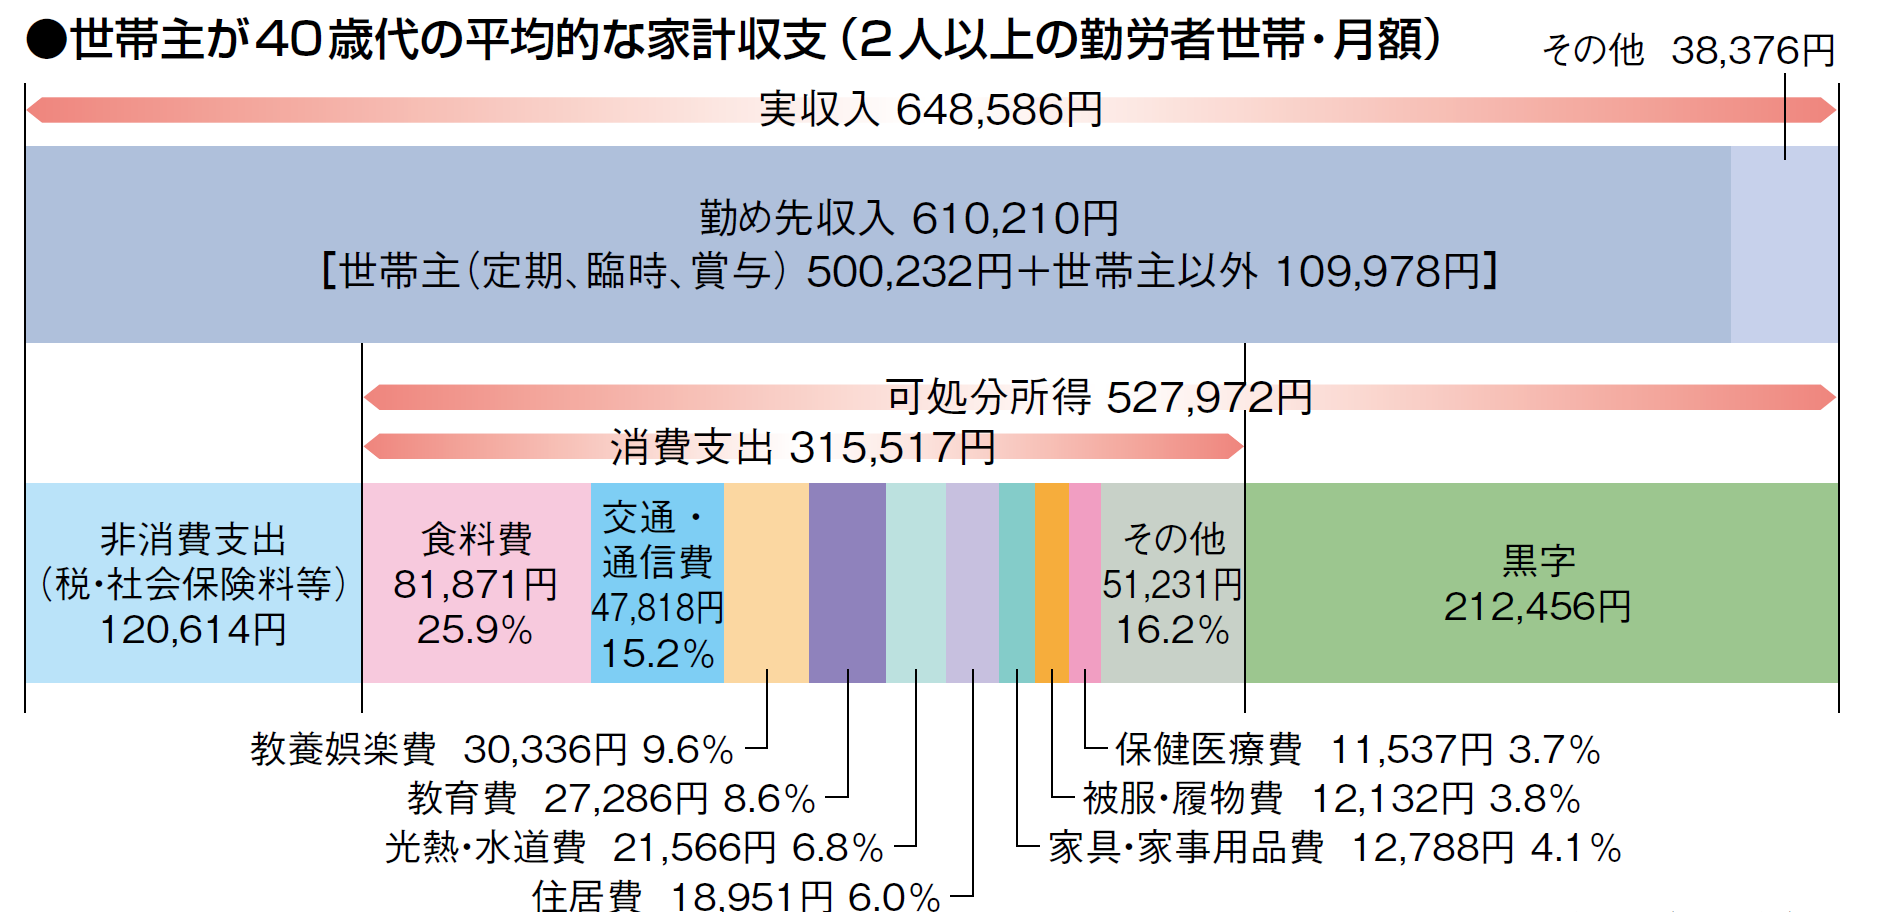 ●世帯主が40歳代の平均的な家計収支(2人以上の勤労者世帯・月額)
その他 38,376円
実収入 648,586円
勤め先収入 610,210円
[世帯主(定期、臨時、賞与) 500,232円+世帯主以外 109,978円]
可処分所得 527,972円
消費支出 315,517円
非消費支出
(税・社会保険料等)
120,614円
食料費
81,871円
25.9%
交通・
通信費
47,818円
15.2%
その他
51,231円
16.2%
黒字
212,456円
教養娯楽費 30,336円 9.6%
教育費 27,286円 8.6%
光熱・水道費 21,566円 6.8%
住居費 18,951円 6.0%
保健医療費 11,537円 3.7%
被服・履物費 12,132円 3.8%
家具・家事用品費 12,788円 4.1%